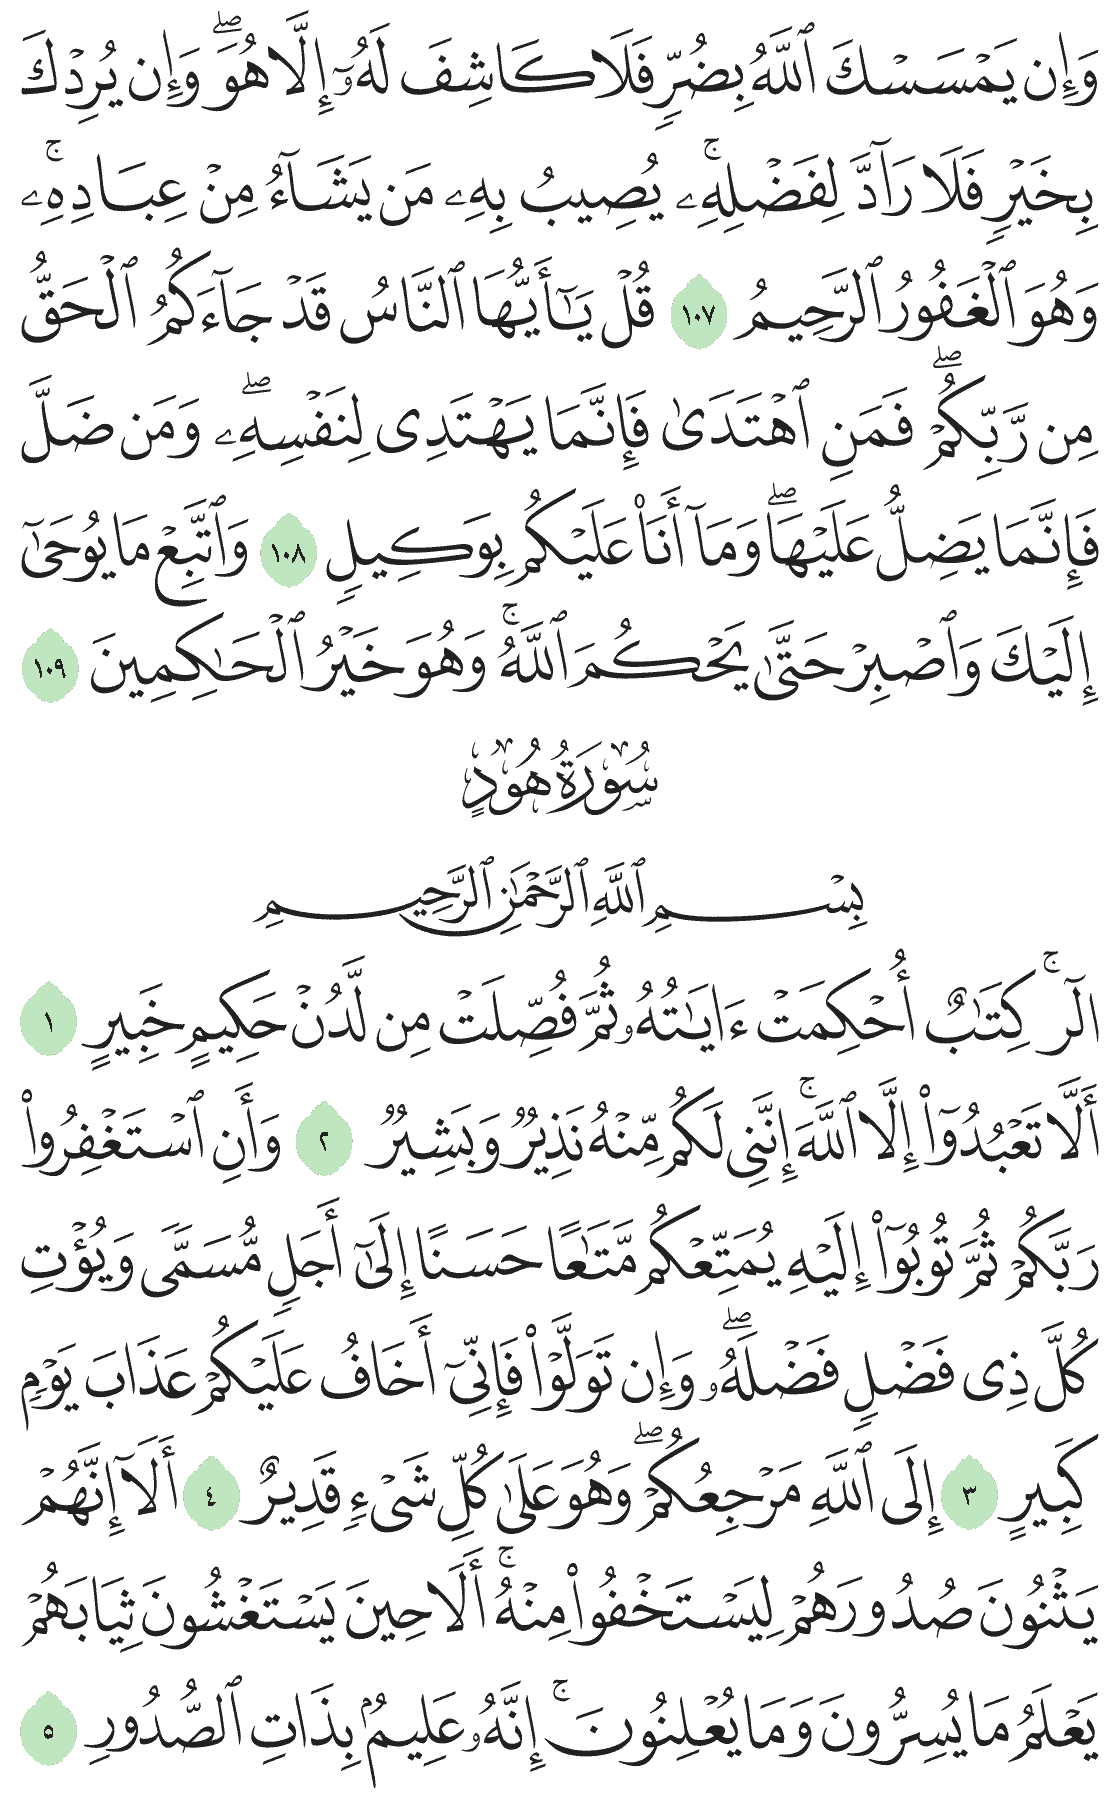 وَإِن يَمْسَسْكَ ٱللَّهُ بِضُرٍّ فَلَا كَاشِفَ لَهُۥٓ إِلَّا هُوَ ۖ وَإِن يُرِدْكَ
بِخَيْرٍ فَلَا رَآدَّ لِفَضْلِهِۦ ۚ يُصِيبُ بِهِۦ مَن يَشَآءُ مِنْ عِبَادِهِۦ ۚ
وَهُوَ ٱلْغَفُورُ ٱلرَّحِيمُ ١٠٧ قُلْ يَـٰٓأَيُّهَا ٱلنَّاسُ قَدْ جَآءَكُمُ ٱلْحَقُّ
مِن رَّبِّكُمْ ۖ فَمَنِ ٱهْتَدَىٰ فَإِنَّمَا يَهْتَدِى لِنَفْسِهِۦ ۖ وَمَن ضَلَّ
فَإِنَّمَا يَضِلُّ عَلَيْهَا ۖ وَمَآ أَنَا۠ عَلَيْكُم بِوَكِيلٍ ١٠٨ وَٱتَّبِعْ مَا يُوحَىٰٓ
إِلَيْكَ وَٱصْبِرْ حَتَّىٰ يَحْكُمَ ٱللَّهُ ۚ وَهُوَ خَيْرُ ٱلْحَـٰكِمِينَ ١٠٩
سُورَةُ هُودٍ
بِسْمِ ٱللَّهِ ٱلرَّحْمَـٰنِ ٱلرَّحِيمِ
الٓر ۚ كِتَـٰبٌ أُحْكِمَتْ ءَايَـٰتُهُۥ ثُمَّ فُصِّلَتْ مِن لَّدُنْ حَكِيمٍ خَبِيرٍ ١
أَلَّا تَعْبُدُوٓا۟ إِلَّا ٱللَّهَ ۚ إِنَّنِى لَكُم مِّنْهُ نَذِيرٌ وَبَشِيرٌ ٢ وَأَنِ ٱسْتَغْفِرُوا۟
رَبَّكُمْ ثُمَّ تُوبُوٓا۟ إِلَيْهِ يُمَتِّعْكُم مَّتَـٰعًا حَسَنًا إِلَىٰٓ أَجَلٍ مُّسَمًّى وَيُؤْتِ
كُلَّ ذِى فَضْلٍ فَضْلَهُۥ ۖ وَإِن تَوَلَّوْا۟ فَإِنِّىٓ أَخَافُ عَلَيْكُمْ عَذَابَ يَوْمٍ
كَبِيرٍ ٣ إِلَى ٱللَّهِ مَرْجِعُكُمْ ۖ وَهُوَ عَلَىٰ كُلِّ شَىْءٍ قَدِيرٌ ٤ أَلَآ إِنَّهُمْ
يَثْنُونَ صُدُورَهُمْ لِيَسْتَخْفُوا۟ مِنْهُ ۚ أَلَا حِينَ يَسْتَغْشُونَ ثِيَابَهُمْ
يَعْلَمُ مَا يُسِرُّونَ وَمَا يُعْلِنُونَ ۚ إِنَّهُۥ عَلِيمٌۢ بِذَاتِ ٱلصُّدُورِ ٥